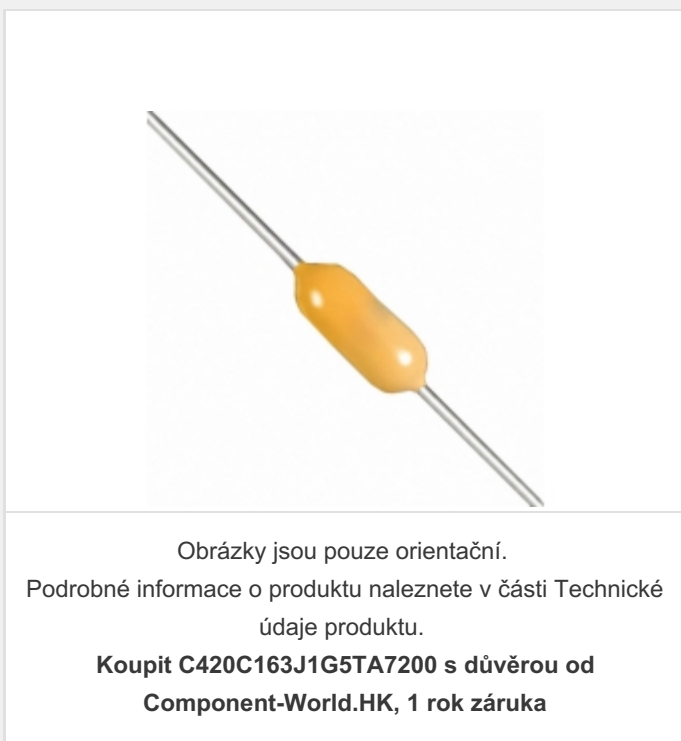 Obrázky jsou pouze orientační.
Podrobné informace o produktu naleznete v části Technické
údaje produktu.
Koupit C420C163J1G5TA7200 s důvěrou od
Component-World.HK, 1 rok záruka